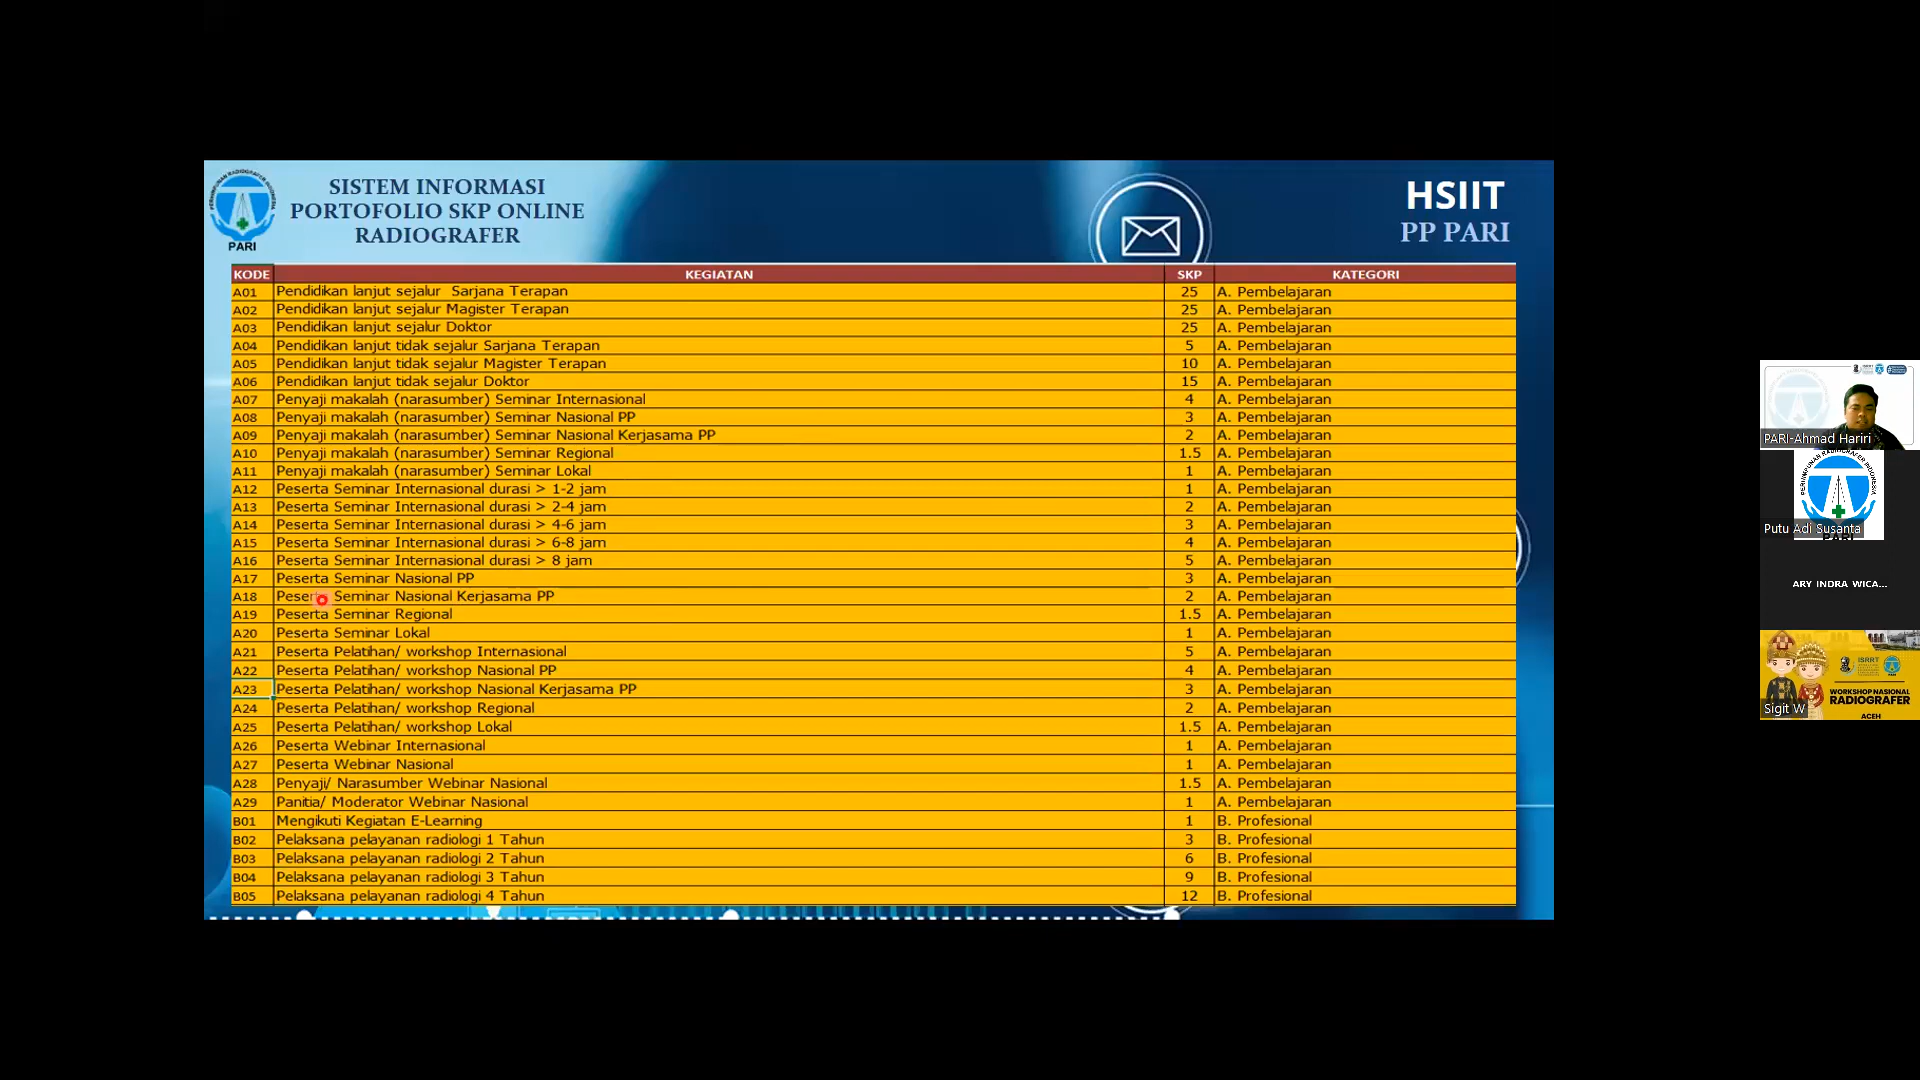 SISTEM INFORMASI
PORTOFOLIO SKP ONLINE
RADIOGRAFER
PERHIMPUNAN RADIOGRAFER INDONESIA
PARI
HSIIT
PP PARI
KODE KEGIATAN SKP KATEGORI
A01 Pendidikan lanjut sejalur Sarjana Terapan 25 A. Pembelajaran
A02 Pendidikan lanjut sejalur Magister Terapan 25 A. Pembelajaran
A03 Pendidikan lanjut sejalur Doktor 25 A. Pembelajaran
A04 Pendidikan lanjut tidak sejalur Sarjana Terapan 5 A. Pembelajaran
A05 Pendidikan lanjut tidak sejalur Magister Terapan 10 A. Pembelajaran
A06 Pendidikan lanjut tidak sejalur Doktor 15 A. Pembelajaran
A07 Penyaji makalah (narasumber) Seminar Internasional 4 A. Pembelajaran
A08 Penyaji makalah (narasumber) Seminar Nasional PP 3 A. Pembelajaran
A09 Penyaji makalah (narasumber) Seminar Nasional Kerjasama PP 2 A. Pembelajaran
A10 Penyaji makalah (narasumber) Seminar Regional 1.5 A. Pembelajaran
A11 Penyaji makalah (narasumber) Seminar Lokal 1 A. Pembelajaran
A12 Peserta Seminar Internasional durasi > 1-2 jam 1 A. Pembelajaran
A13 Peserta Seminar Internasional durasi > 2-4 jam 2 A. Pembelajaran
A14 Peserta Seminar Internasional durasi > 4-6 jam 3 A. Pembelajaran
A15 Peserta Seminar Internasional durasi > 6-8 jam 4 A. Pembelajaran
A16 Peserta Seminar Internasional durasi > 8 jam 5 A. Pembelajaran
A17 Peserta Seminar Nasional PP 3 A. Pembelajaran
A18 Peserta Seminar Nasional Kerjasama PP 2 A. Pembelajaran
A19 Peserta Seminar Regional 1.5 A. Pembelajaran
A20 Peserta Seminar Lokal 1 A. Pembelajaran
A21 Peserta Pelatihan/ workshop Internasional 5 A. Pembelajaran
A22 Peserta Pelatihan/ workshop Nasional PP 4 A. Pembelajaran
A23 Peserta Pelatihan/ workshop Nasional Kerjasama PP 3 A. Pembelajaran
A24 Peserta Pelatihan/ workshop Regional 2 A. Pembelajaran
A25 Peserta Pelatihan/ workshop Lokal 1.5 A. Pembelajaran
A26 Peserta Webinar Internasional 1 A. Pembelajaran
A27 Peserta Webinar Nasional 1 A. Pembelajaran
A28 Penyaji/ Narasumber Webinar Nasional 1.5 A. Pembelajaran
A29 Panitia/ Moderator Webinar Nasional 1 A. Pembelajaran
B01 Mengikuti Kegiatan E-Learning 1 B. Profesional
B02 Pelaksana pelayanan radiologi 1 Tahun 3 B. Profesional
B03 Pelaksana pelayanan radiologi 2 Tahun 6 B. Profesional
B04 Pelaksana pelayanan radiologi 3 Tahun 9 B. Profesional
B05 Pelaksana pelayanan radiologi 4 Tahun 12 B. Profesional
PARI-Ahmad Hariri
PERHIMPUNAN RADIOGRAFER INDONESIA
Putu Adi Susanta
PARI
ARY INDRA WICA...
ISRRT
WORKSHOP NASIONAL
RADIOGRAFER
ACEH
Sigit W